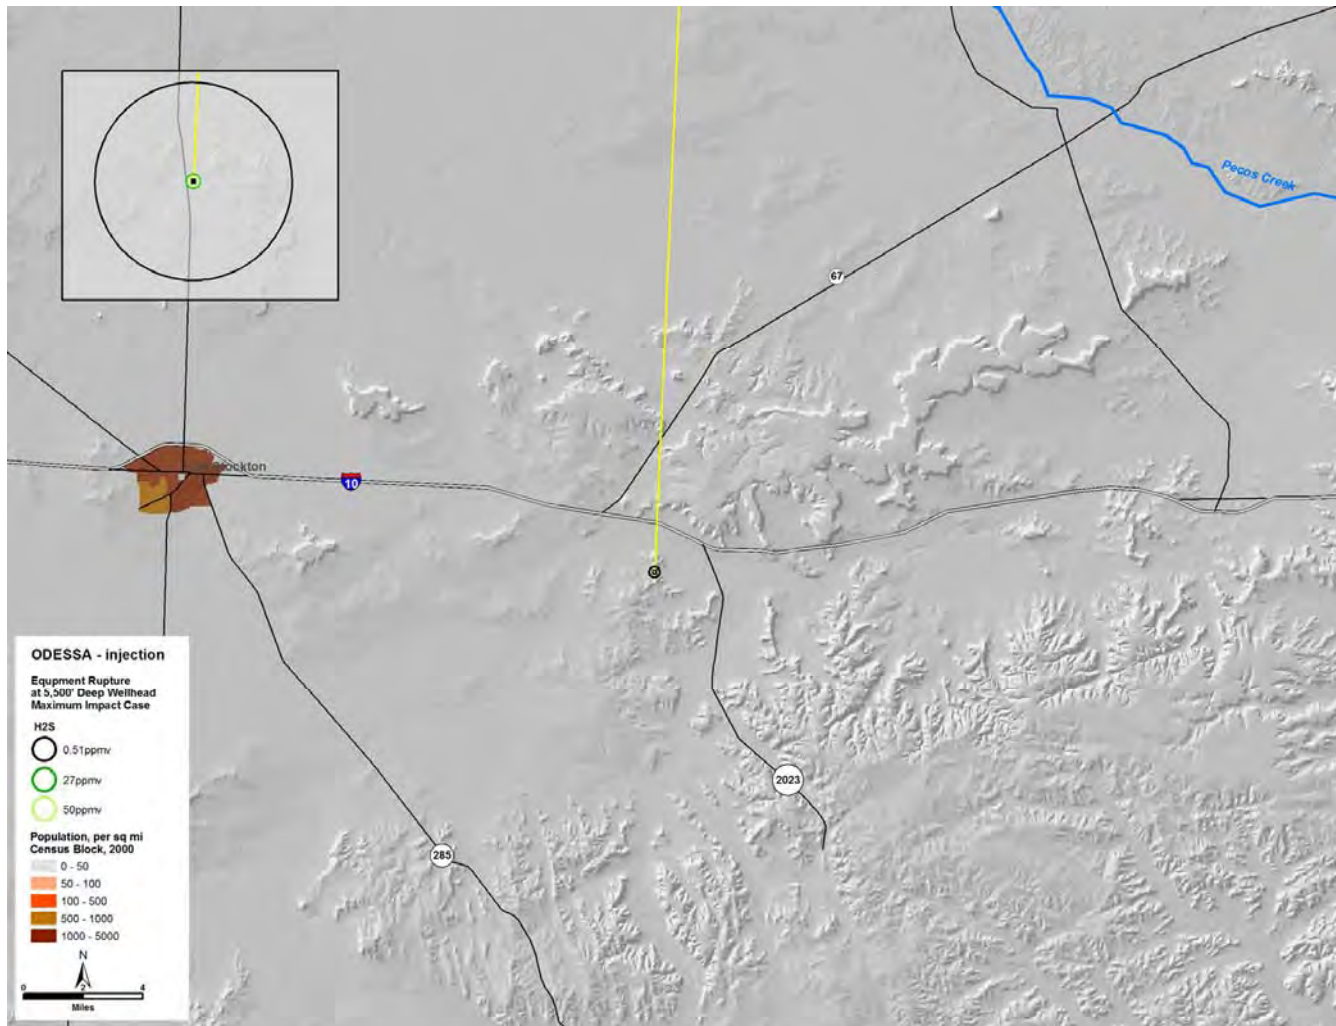 Pecos Creek
67
Stockton
10
2023
285
ODESSA - injection
Equpment Rupture
at 5,500' Deep Wellhead
Maximum Impact Case
H2S
0.51ppmv
27ppmv
50ppmv
Population, per sq mi
Census Block, 2000
0 - 50
50 - 100
100 - 500
500 - 1000
1000 - 5000
N
0 2 4
Miles